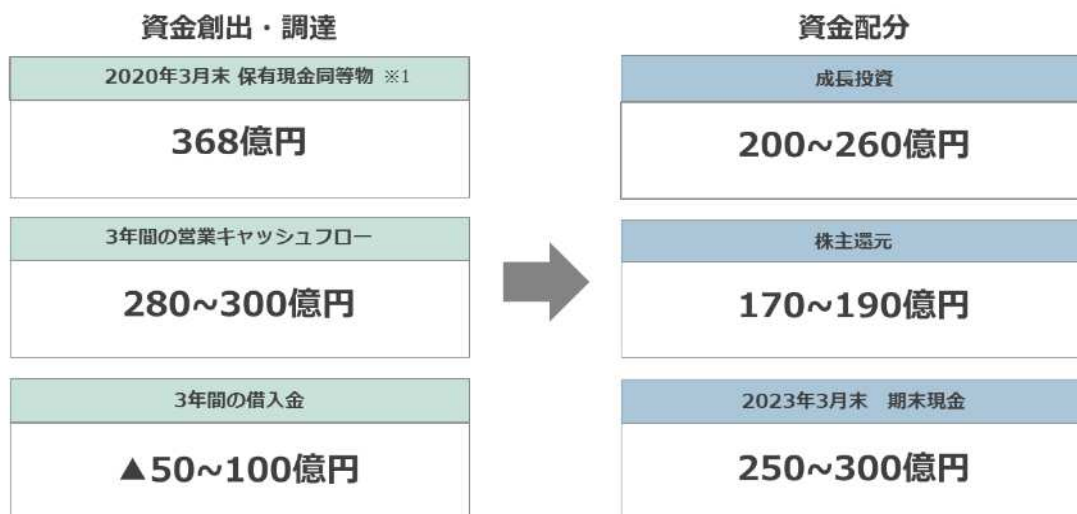 資金創出・調達
2020年3月末 保有現金同等物 ※1
368億円
3年間の営業キャッシュフロー
280~300億円
3年間の借入金
▲50~100億円
資金配分
成長投資
200~260億円
株主還元
170~190億円
2023年3月末　期末現金
250~300億円